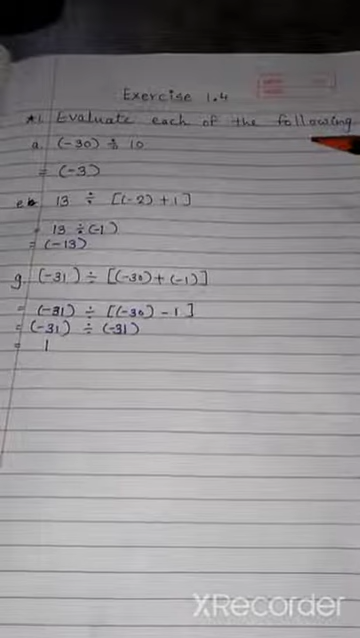 Exercise 1.4
*1. Evaluate each of the following
a. (-30) ÷ 10
= (-3)
e. 13 ÷ [(-2) + 1]
= 13 ÷ (-1)
= (-13)
g. (-31) ÷ [(-30) + (-1)]
= (-31) ÷ [(-30) - 1]
= (-31) ÷ (-31)
= 1
XRecorder